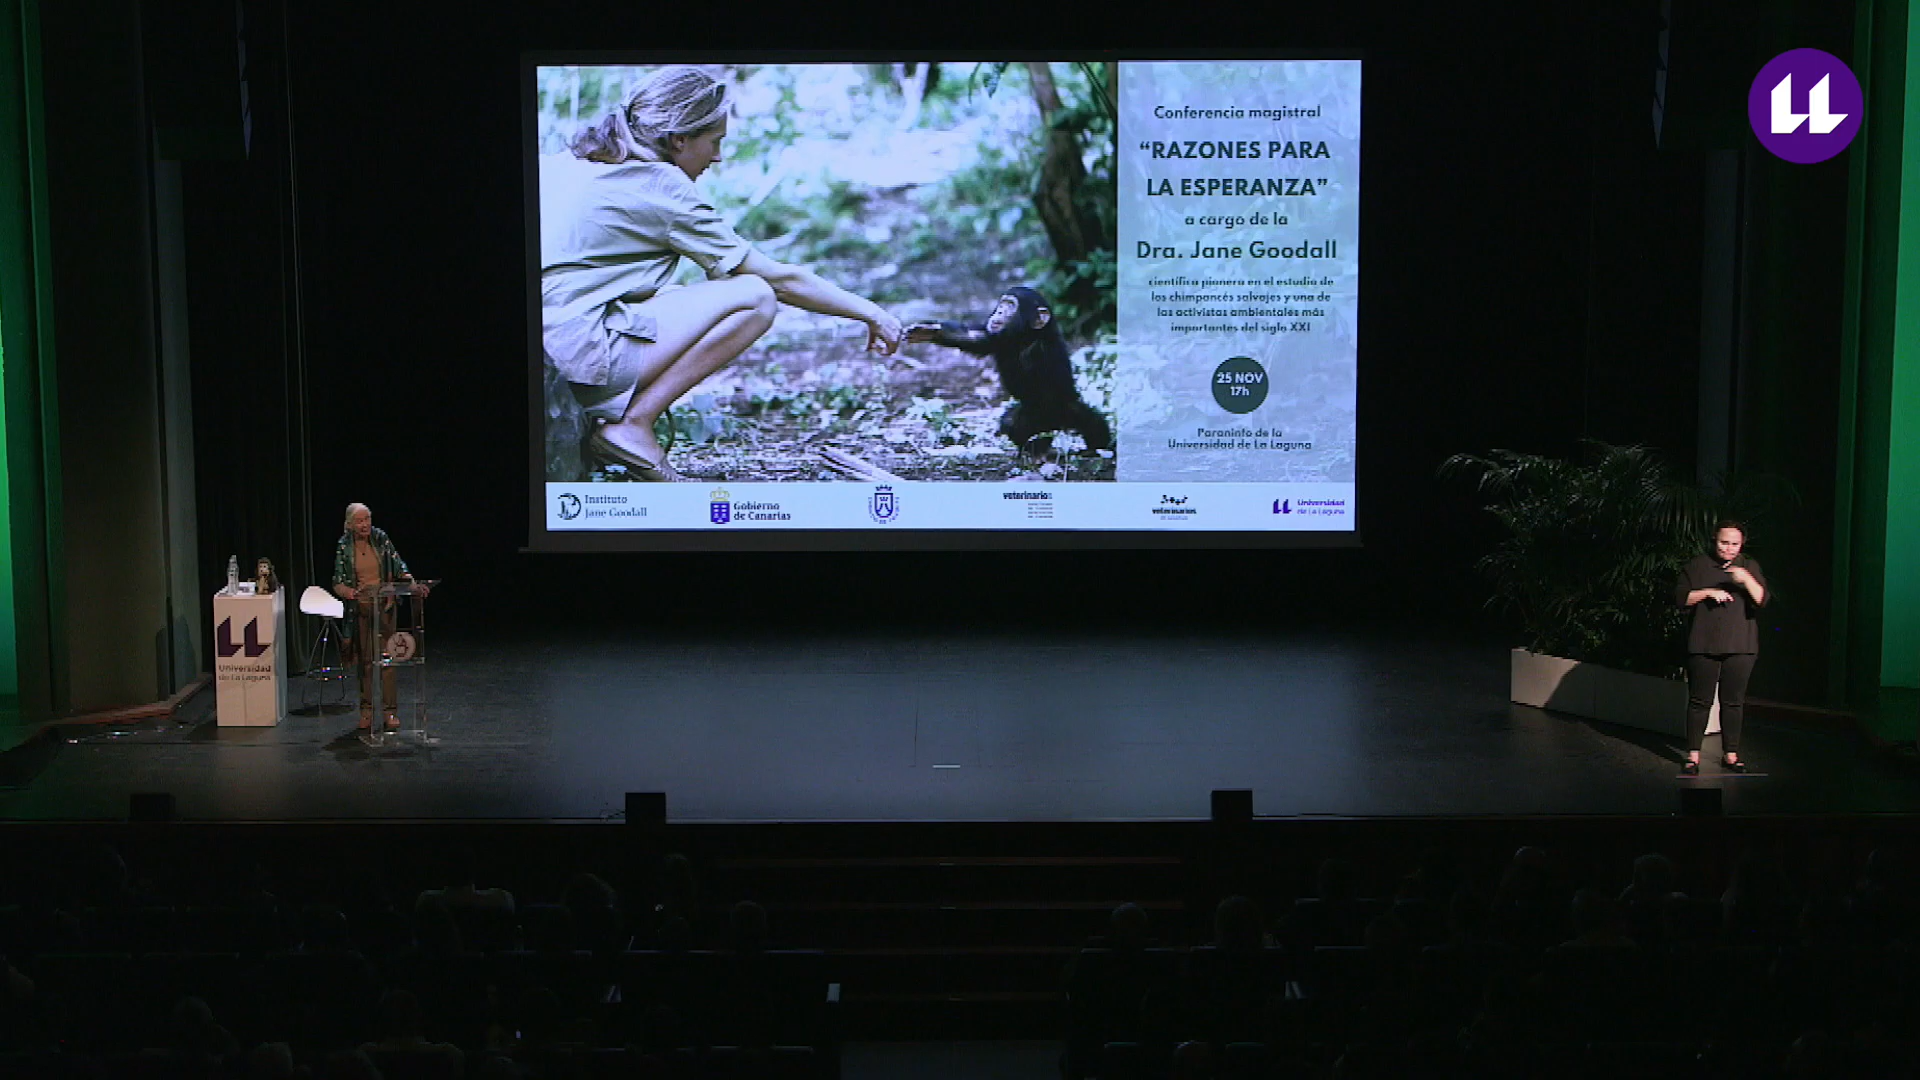 Conferencia magistral
“RAZONES PARA
LA ESPERANZA”
a cargo de la
Dra. Jane Goodall
científica pionera en el estudio de
los chimpancés salvajes y una de
las activistas ambientales más
importantes del siglo XXI
25 NOV
17h
Paraninfo de la
Universidad de La Laguna
Instituto
Jane Goodall
Gobierno
de Canarias
veterinarios
veterinarios
Universidad
de La Laguna
Universidad
de La Laguna